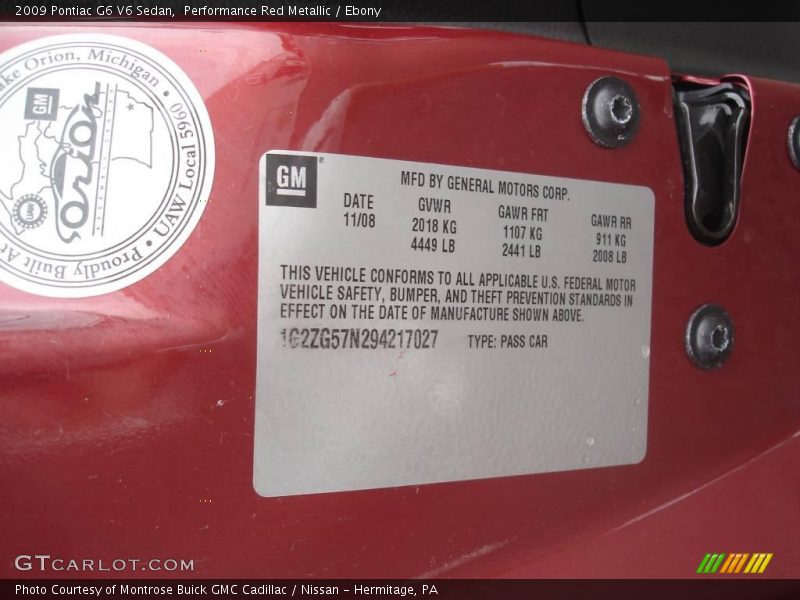 2009 Pontiac G6 V6 Sedan, Performance Red Metallic / Ebony
Lake Orion, Michigan • UAW Local 5960 • Proudly Built At
GM
orion
UAW
GM
MFD BY GENERAL MOTORS CORP.
DATE GVWR GAWR FRT GAWR RR
11/08 2018 KG 1107 KG 911 KG
4449 LB 2441 LB 2008 LB
THIS VEHICLE CONFORMS TO ALL APPLICABLE U.S. FEDERAL MOTOR
VEHICLE SAFETY, BUMPER, AND THEFT PREVENTION STANDARDS IN
EFFECT ON THE DATE OF MANUFACTURE SHOWN ABOVE.
1G2ZG57N294217027 TYPE: PASS CAR
GTCARLOT.COM
Photo Courtesy of Montrose Buick GMC Cadillac / Nissan - Hermitage, PA